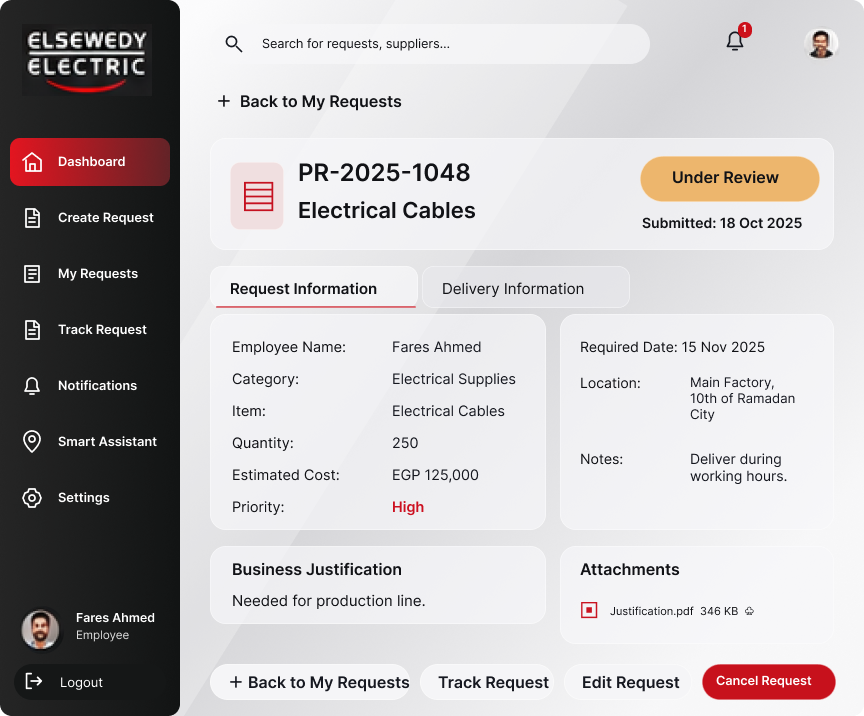 ELSEWEDY
ELECTRIC
Dashboard
Create Request
My Requests
Track Request
Notifications
Smart Assistant
Settings
Fares Ahmed
Employee
Logout
Search for requests, suppliers...
1
+ Back to My Requests
PR-2025-1048
Electrical Cables
Under Review
Submitted: 18 Oct 2025
Request Information
Delivery Information
Employee Name: Fares Ahmed
Category: Electrical Supplies
Item: Electrical Cables
Quantity: 250
Estimated Cost: EGP 125,000
Priority: High
Required Date: 15 Nov 2025
Location: Main Factory,
10th of Ramadan
City
Notes: Deliver during
working hours.
Business Justification
Needed for production line.
Attachments
Justification.pdf 346 KB
+ Back to My Requests
Track Request
Edit Request
Cancel Request